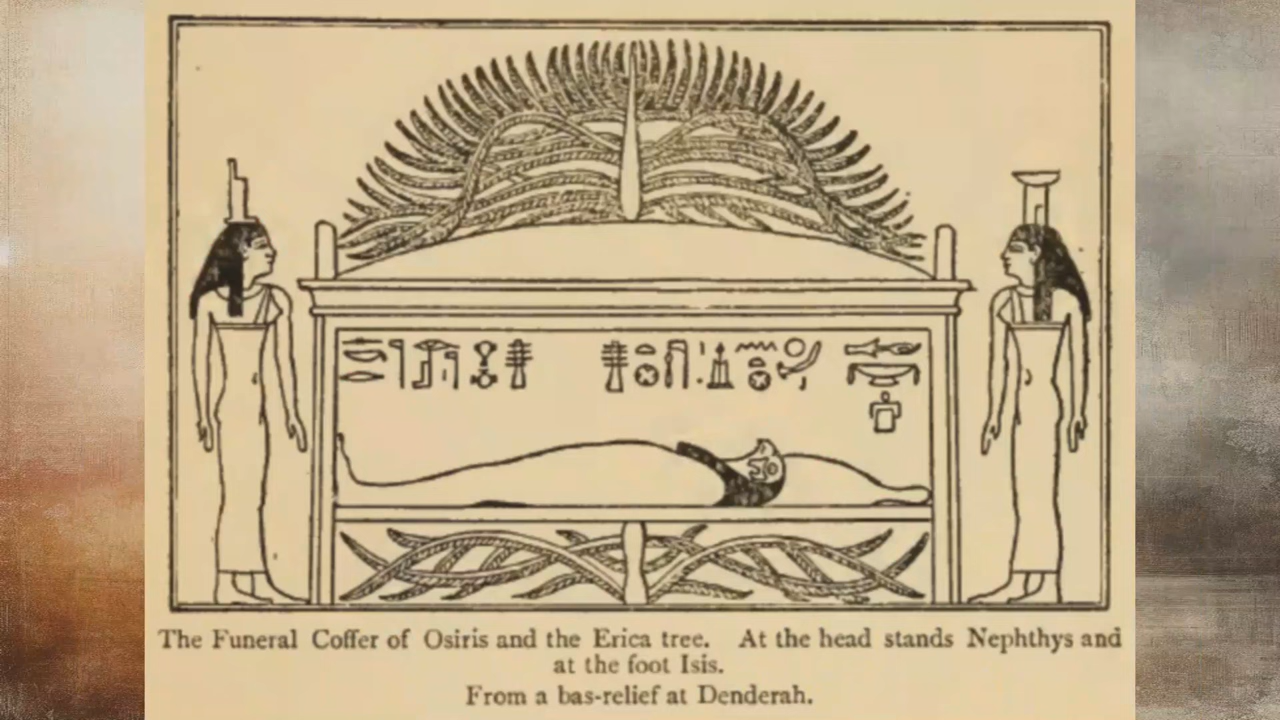 The Funeral Coffer of Osiris and the Erica tree. At the head stands Nephthys and
at the foot Isis.
From a bas-relief at Denderah.